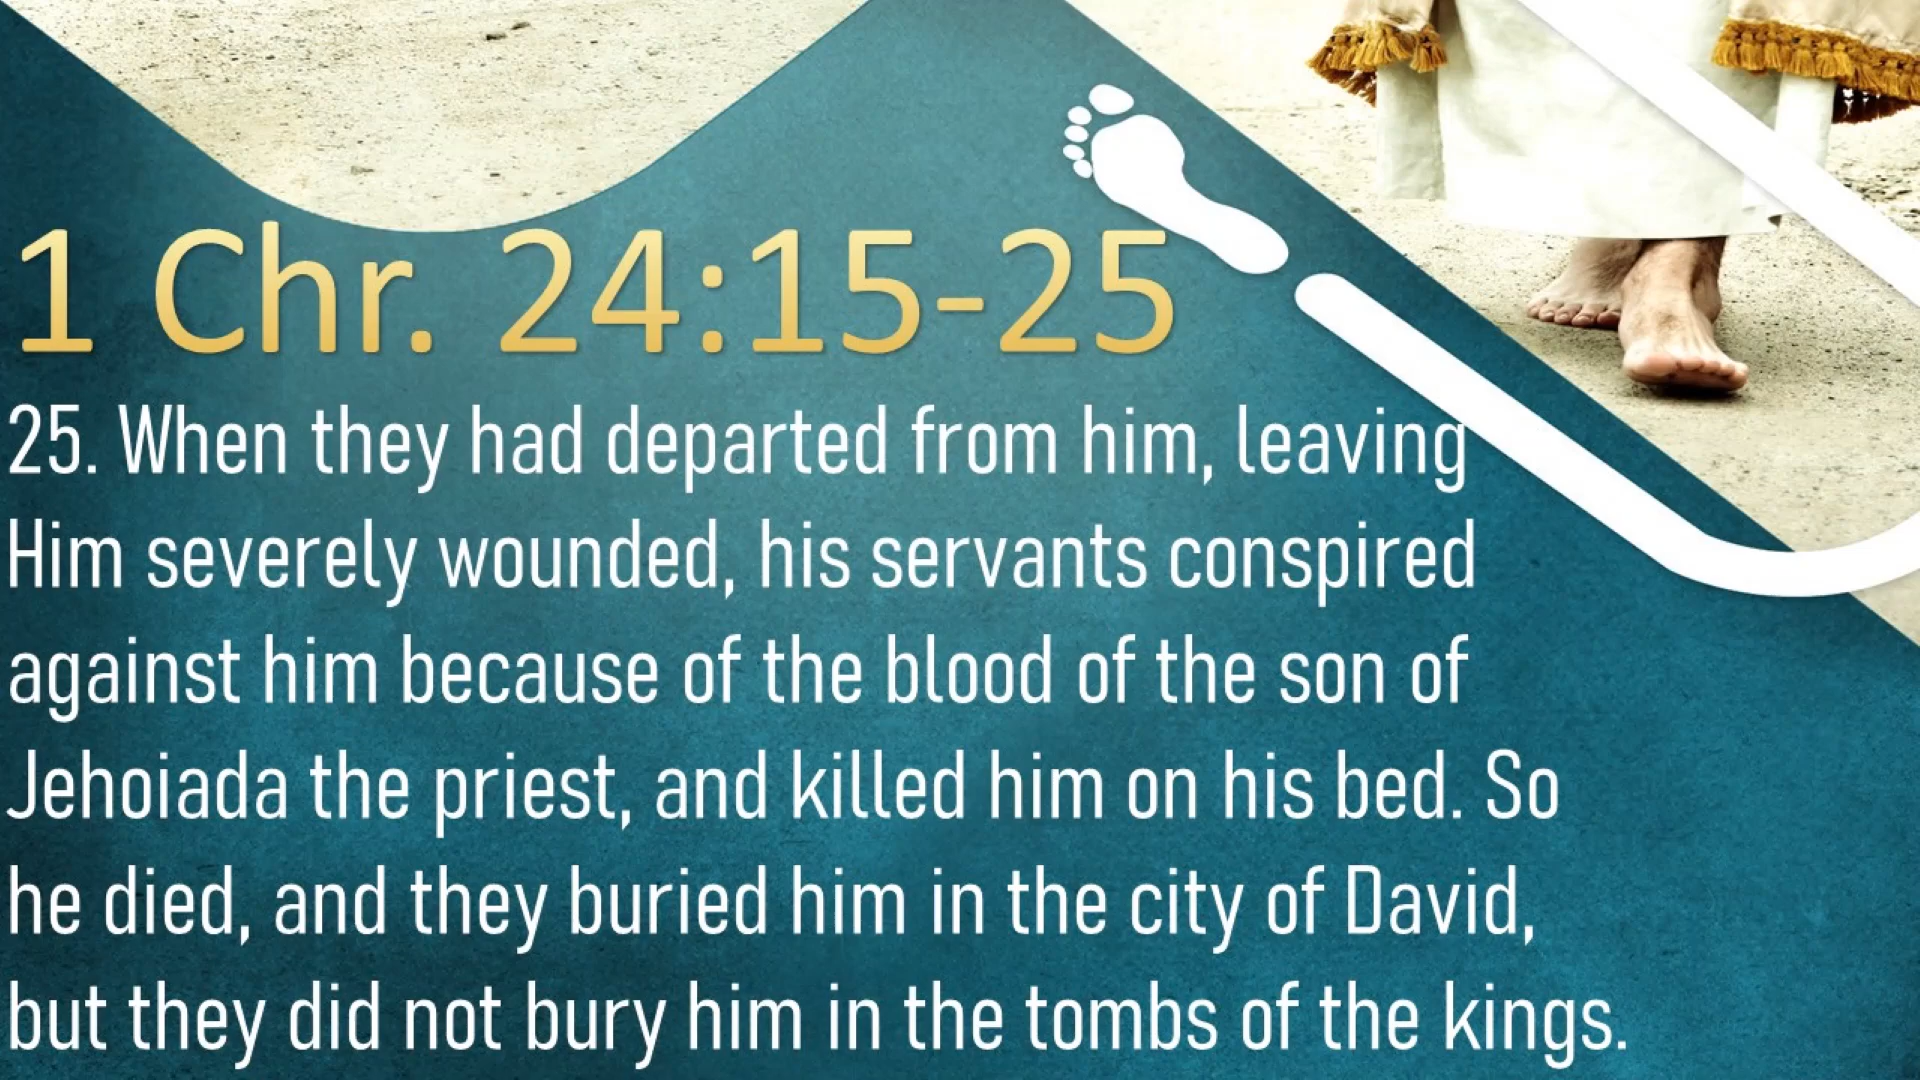 1 Chr. 24:15-25
25. When they had departed from him, leaving
Him severely wounded, his servants conspired
against him because of the blood of the son of
Jehoiada the priest, and killed him on his bed. So
he died, and they buried him in the city of David,
but they did not bury him in the tombs of the kings.